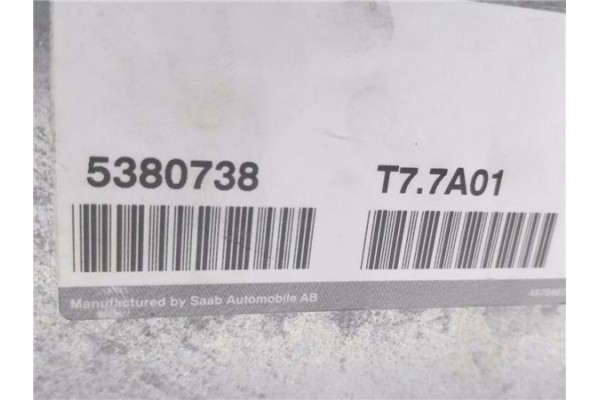 5380738 T7.7A01
Manufactured by Saab Automobile AB